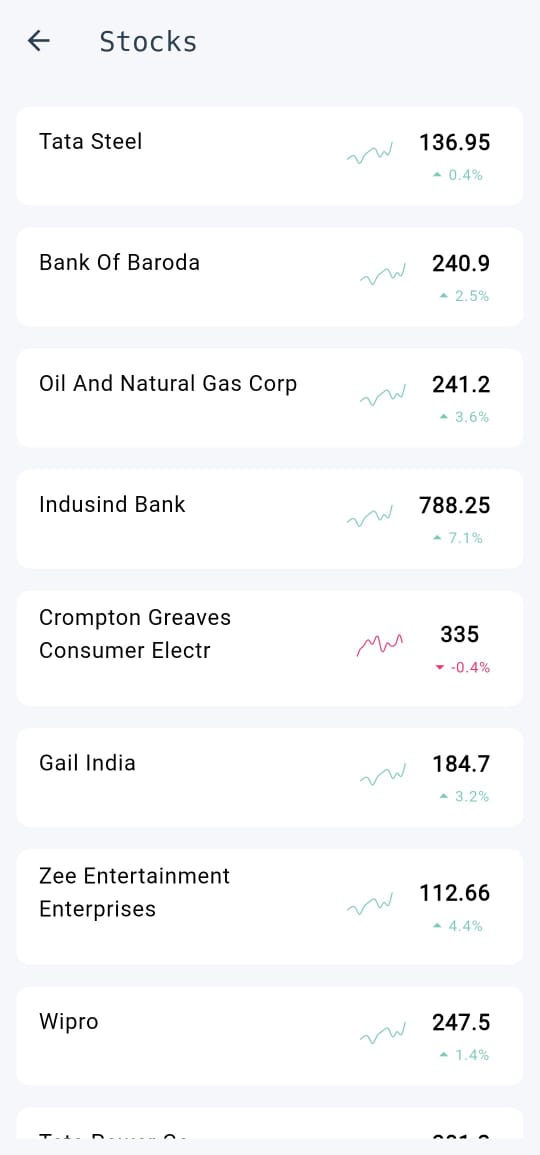 Stocks
Tata Steel
136.95
0.4%
Bank Of Baroda
240.9
2.5%
Oil And Natural Gas Corp
241.2
3.6%
Indusind Bank
788.25
7.1%
Crompton Greaves
Consumer Electr
335
-0.4%
Gail India
184.7
3.2%
Zee Entertainment
Enterprises
112.66
4.4%
Wipro
247.5
1.4%